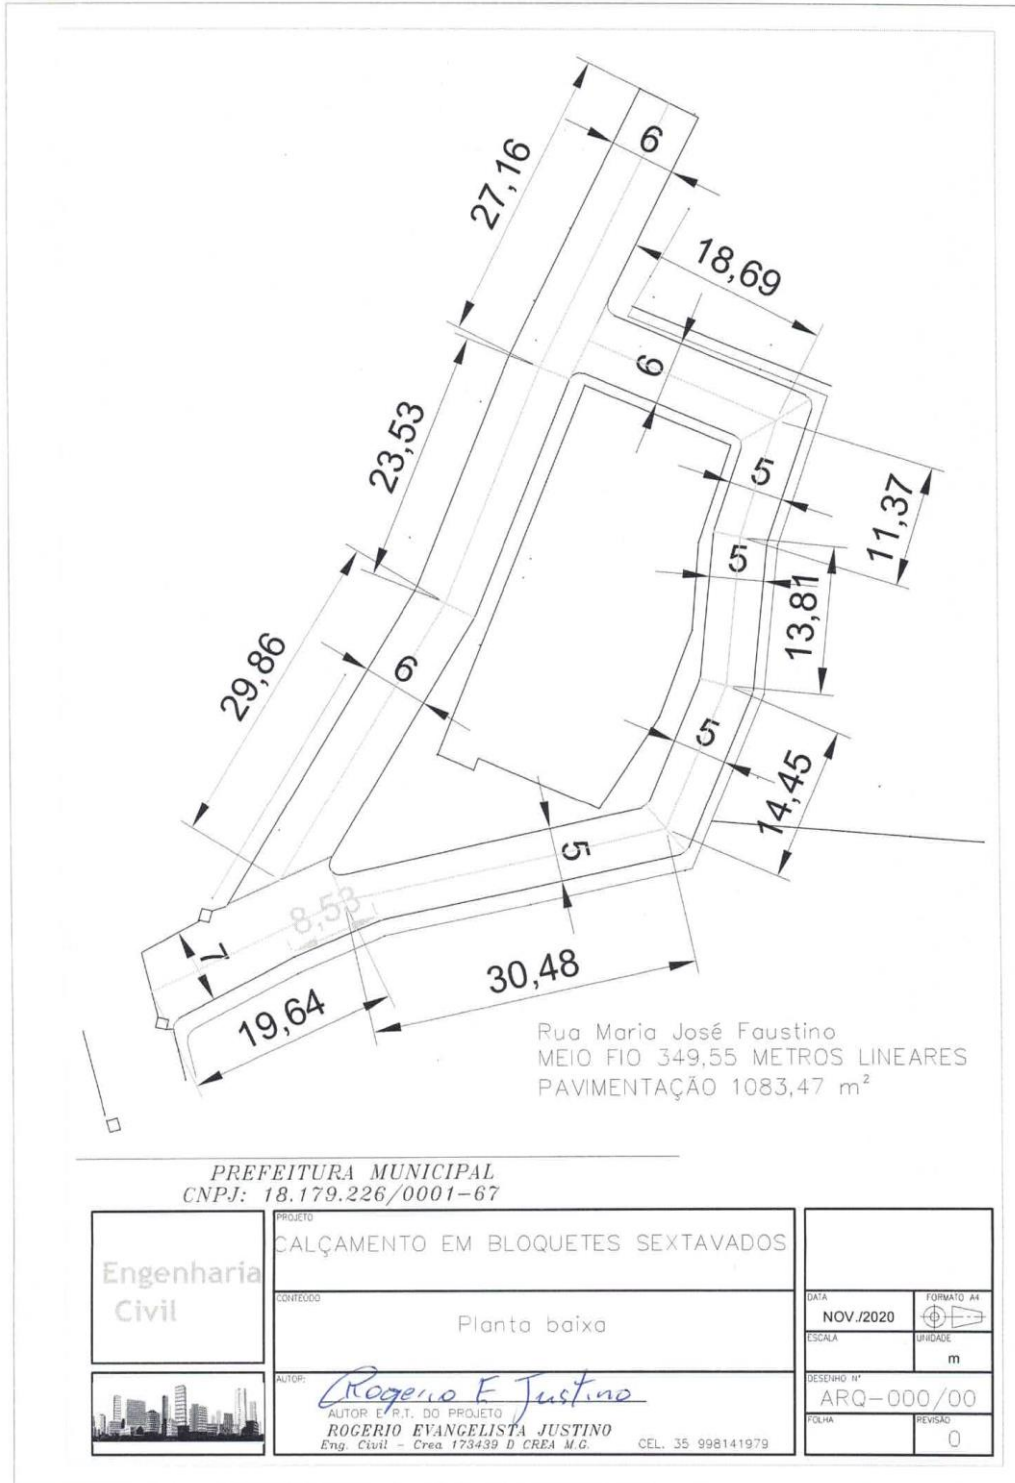 27,16
6
18,69
6
23,53
5
11,37
5
13,81
29,86
6
5
14,45
5
8,53
7
30,48
19,64
Rua Maria José Faustino
MEIO FIO 349,55 METROS LINEARES
PAVIMENTAÇÃO 1083,47 m²
PREFEITURA MUNICIPAL
CNPJ: 18.179.226/0001-67
Engenharia
Civil
PROJETO
CALÇAMENTO EM BLOQUETES SEXTAVADOS
CONTEÚDO
Planta baixa
DATA
NOV./2020
FORMATO A4
ESCALA
UNIDADE
m
AUTOR:
Rogerio E Justino
AUTOR E R.T. DO PROJETO
ROGERIO EVANGELISTA JUSTINO
Eng. Civil - Crea 173439 D CREA M.G. CEL. 35 998141979
DESENHO Nº
ARQ-000/00
FOLHA
REVISÃO
0